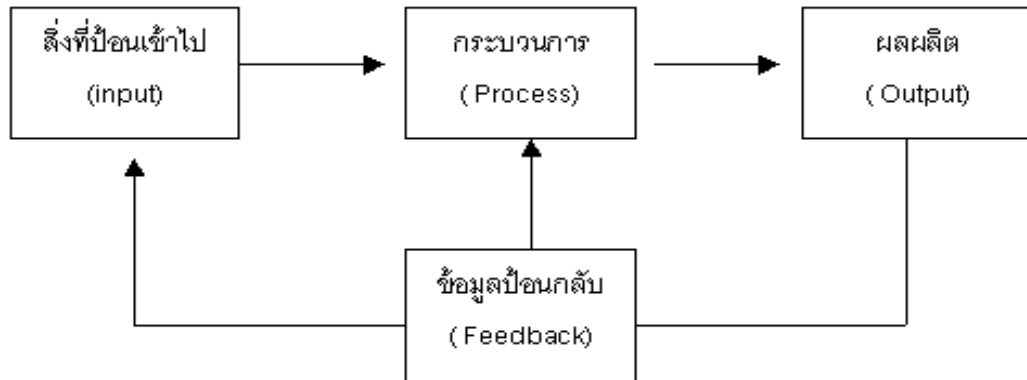 สิ่งที่ป้อนเข้าไป
(input)
กระบวนการ
( Process)
ผลผลิต
( Output)
ข้อมูลป้อนกลับ
( Feedback)